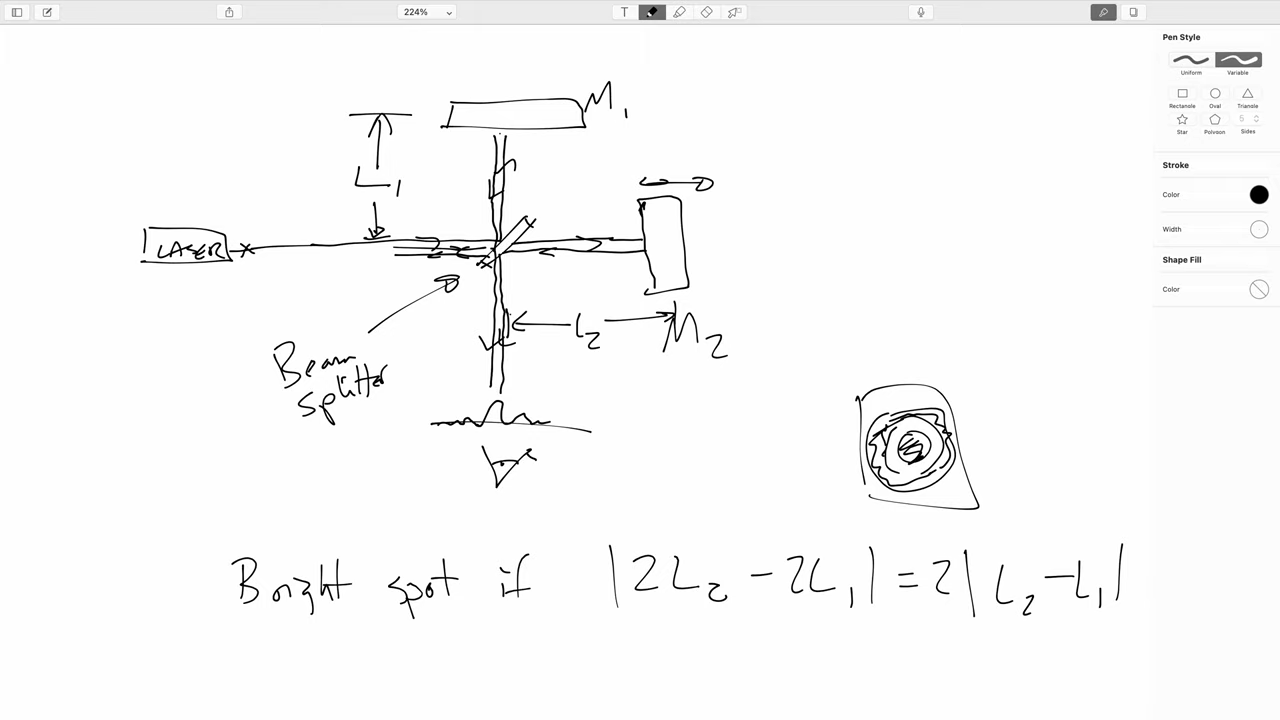 224%
T
Pen Style
Uniform
Variable
Rectangle
Oval
Triangle
Star
Polygon
5
Sides
Stroke
Color
Width
Shape Fill
Color
M₁
L₁
LASER
L₂
M₂
Beam
splitter
Bright spot if |2L₂ - 2L₁| = 2|L₂ - L₁|